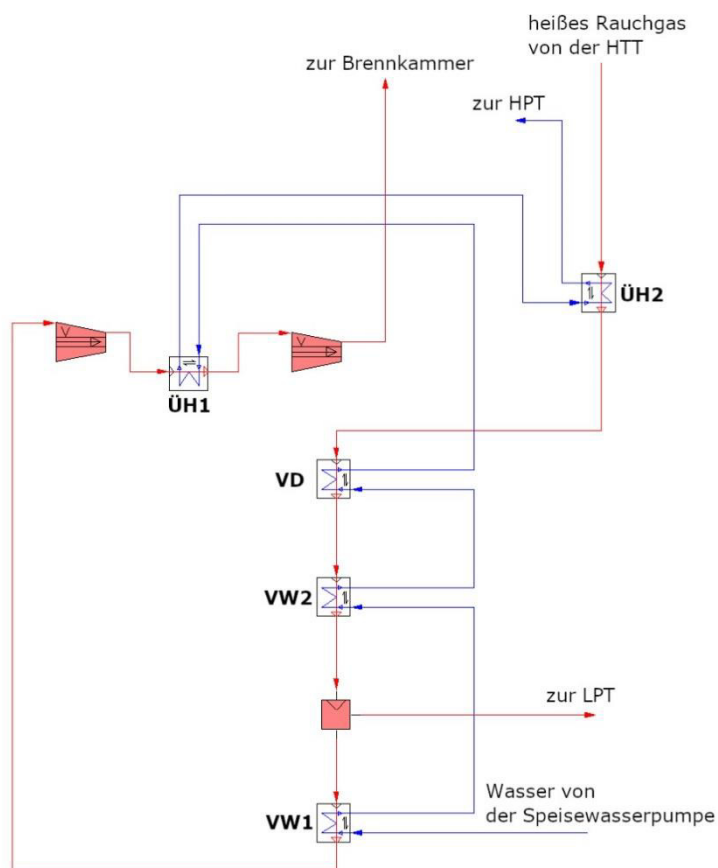 heißes Rauchgas
von der HTT
zur Brennkammer
zur HPT
ÜH2
ÜH1
VD
VW2
zur LPT
Wasser von
der Speisewasserpumpe
VW1